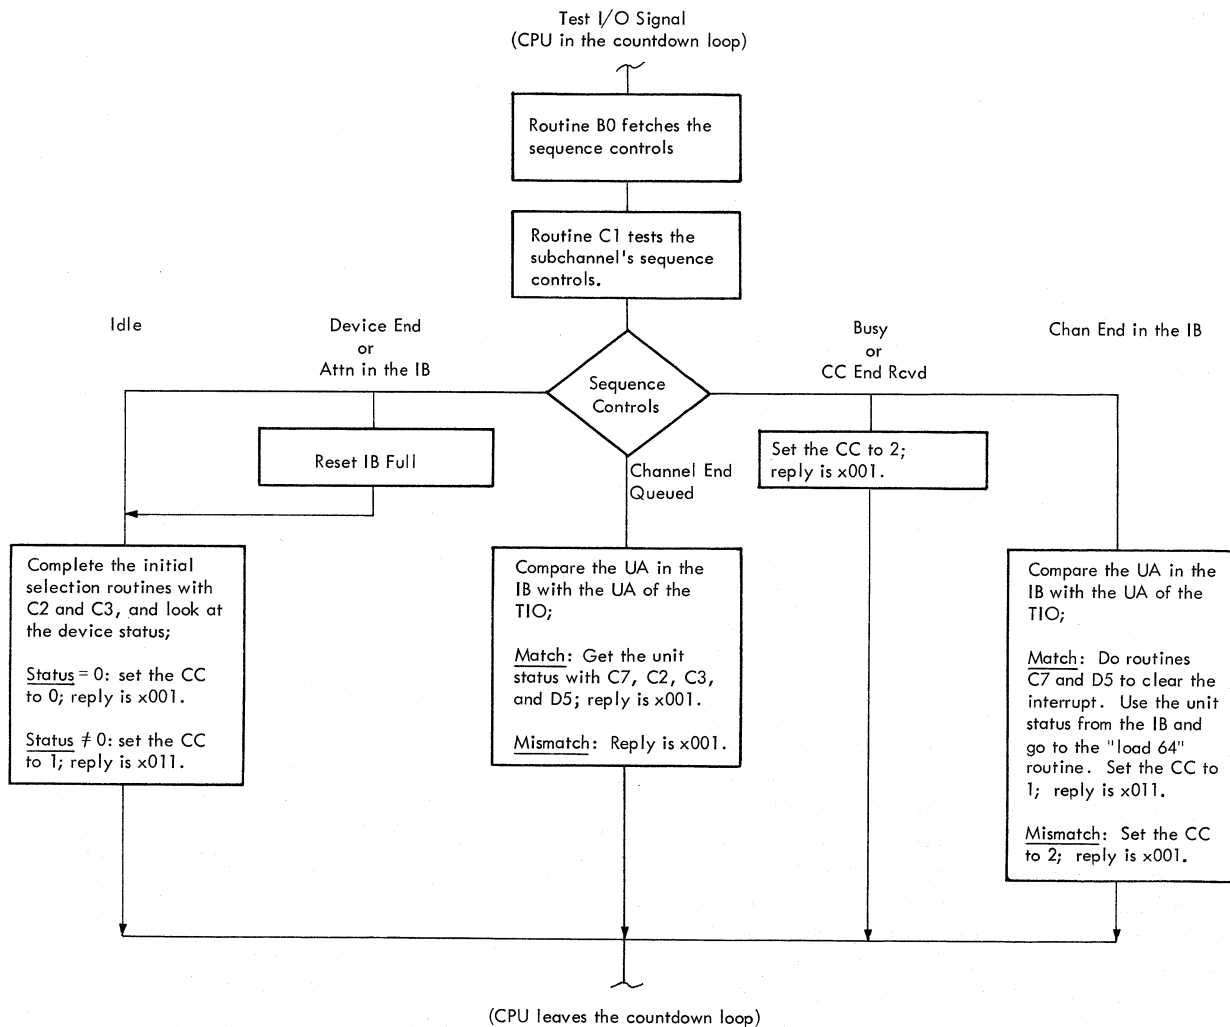 Test I/O Signal
(CPU in the countdown loop)
Routine B0 fetches the
sequence controls
Routine C1 tests the
subchannel's sequence
controls.
Idle
Device End
or
Attn in the IB
Sequence
Controls
Busy
or
CC End Rcvd
Chan End in the IB
Reset IB Full
Channel End
Queued
Set the CC to 2;
reply is x001.
Complete the initial
selection routines with
C2 and C3, and look at
the device status;
Status = 0: set the CC
to 0; reply is x001.
Status ≠ 0: set the CC
to 1; reply is x011.
Compare the UA in the
IB with the UA of the
TIO;
Match: Get the unit
status with C7, C2, C3,
and D5; reply is x001.
Mismatch: Reply is x001.
Compare the UA in the
IB with the UA of the
TIO;
Match: Do routines
C7 and D5 to clear the
interrupt. Use the unit
status from the IB and
go to the "load 64"
routine. Set the CC to
1; reply is x011.
Mismatch: Set the CC
to 2; reply is x001.
(CPU leaves the countdown loop)